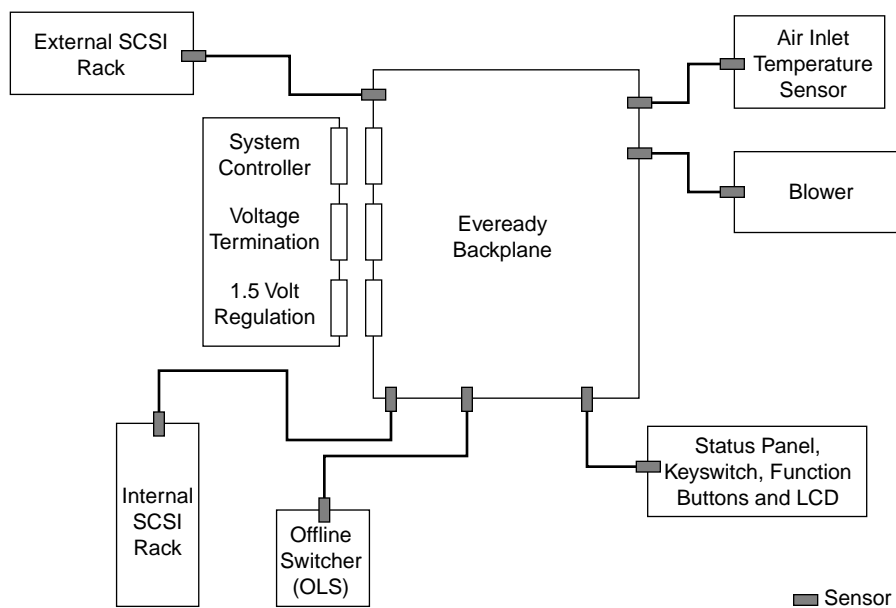 External SCSI
Rack
Air Inlet
Temperature
Sensor
System
Controller
Voltage
Termination
1.5 Volt
Regulation
Eveready
Backplane
Blower
Internal
SCSI
Rack
Offline
Switcher
(OLS)
Status Panel,
Keyswitch, Function
Buttons and LCD
Sensor